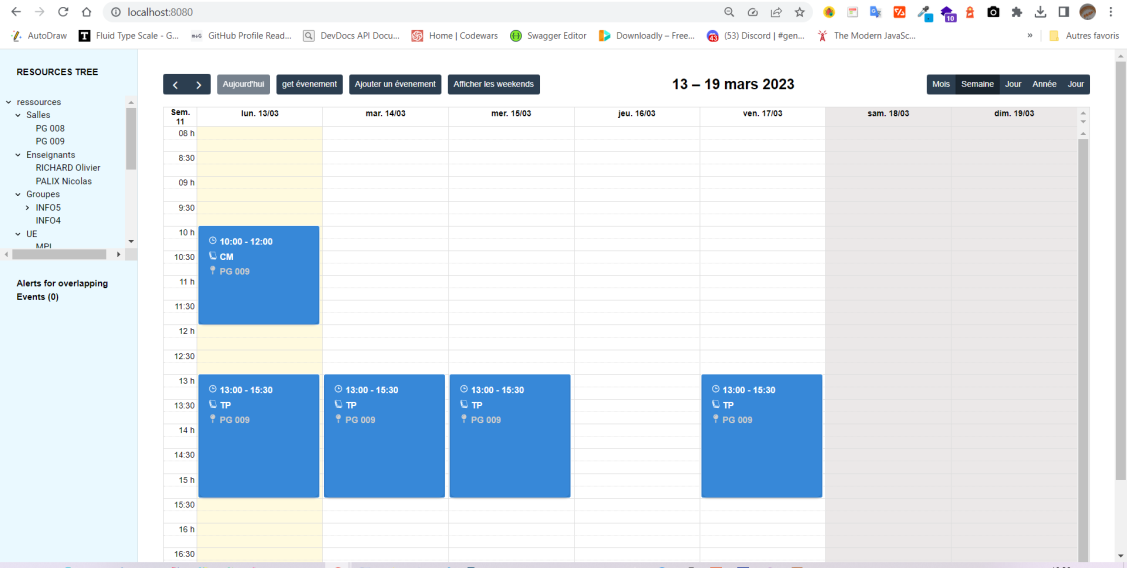 localhost:8080
10
AutoDraw Fluid Type Scale - G... GitHub Profile Read... DevDocs API Docu... Home | Codewars Swagger Editor Downloadly – Free... (53) Discord | #gen... The Modern JavaSc... » Autres favoris
RESOURCES TREE
ressources
Salles
PG 008
PG 009
Enseignants
RICHARD Olivier
PALIX Nicolas
Groupes
INFO5
INFO4
UE
MPI
Alerts for overlapping
Events (0)
Aujourd'hui get évenement Ajouter un évenement Afficher les weekends
13 – 19 mars 2023
Mois Semaine Jour Année Jour
Sem. 11 lun. 13/03 mar. 14/03 mer. 15/03 jeu. 16/03 ven. 17/03 sam. 18/03 dim. 19/03
08 h
8:30
09 h
9:30
10 h
10:00 - 12:00
10:30 CM
PG 009
11 h
11:30
12 h
12:30
13 h
13:00 - 15:30 13:00 - 15:30 13:00 - 15:30 13:00 - 15:30
13:30 TP TP TP TP
PG 009 PG 009 PG 009 PG 009
14 h
14:30
15 h
15:30
16 h
16:30